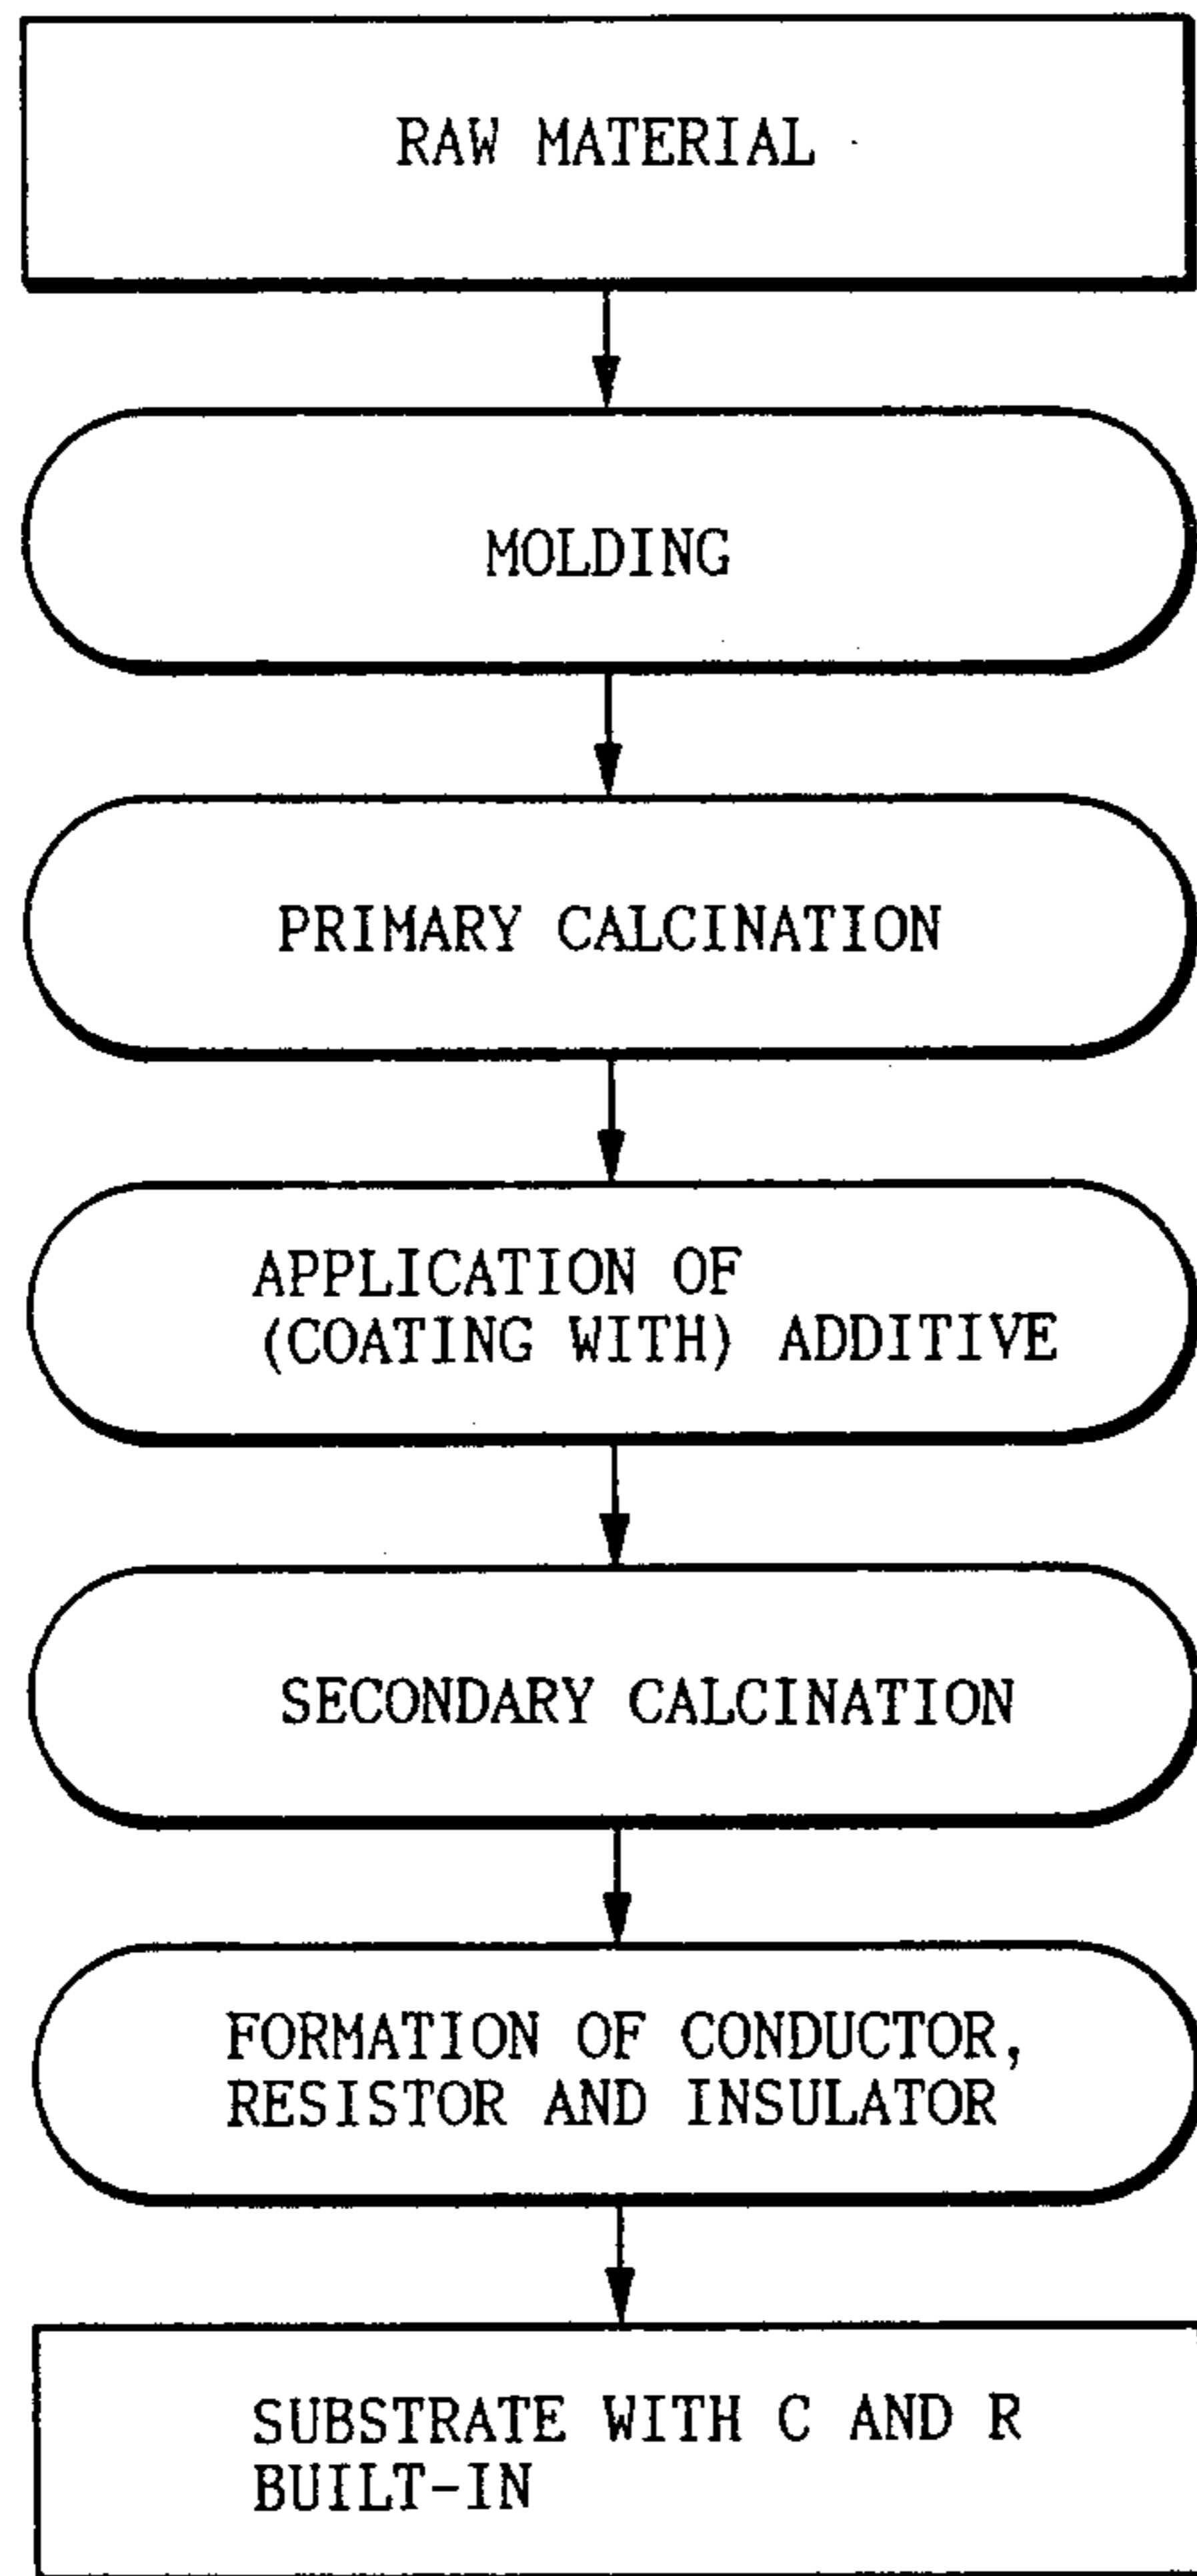 RAW MATERIAL
MOLDING
PRIMARY CALCINATION
APPLICATION OF
(COATING WITH) ADDITIVE
SECONDARY CALCINATION
FORMATION OF CONDUCTOR,
RESISTOR AND INSULATOR
SUBSTRATE WITH C AND R
BUILT-IN